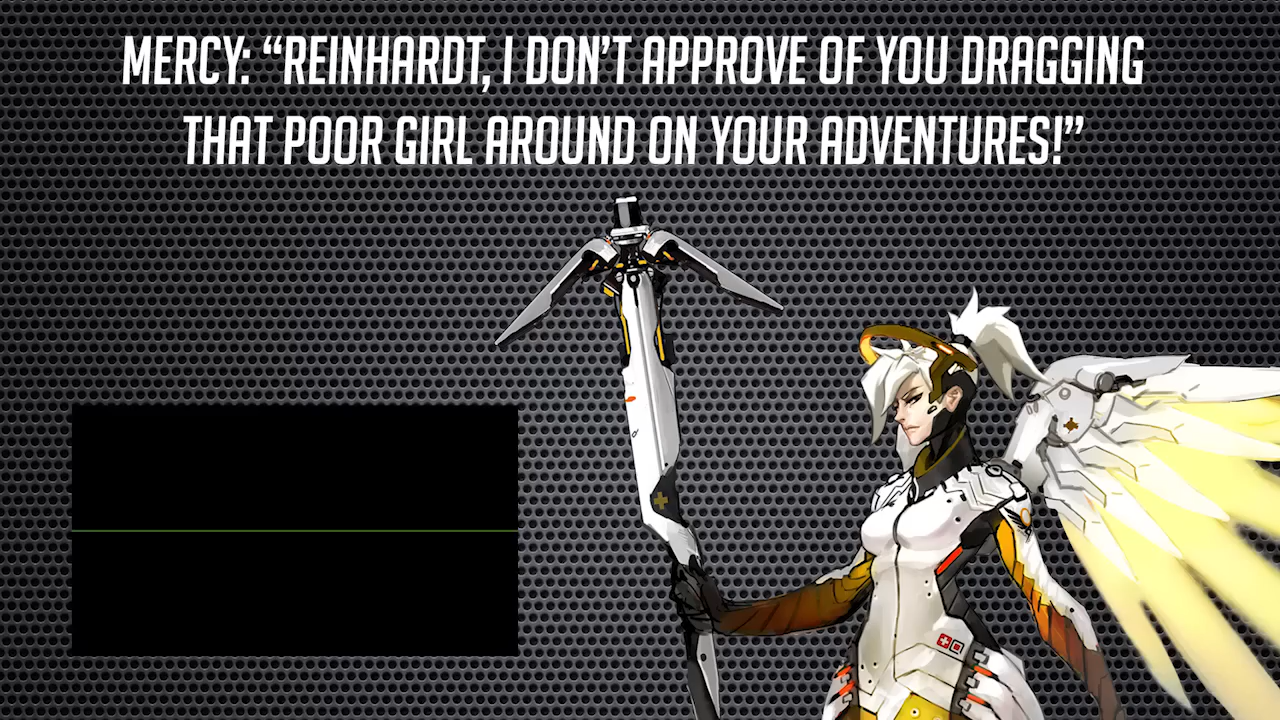 MERCY: “REINHARDT, I DON’T APPROVE OF YOU DRAGGING
THAT POOR GIRL AROUND ON YOUR ADVENTURES!”